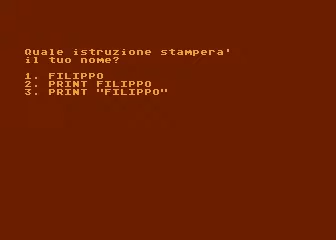 Quale istruzione stampera'
il tuo nome?
1. FILIPPO
2. PRINT FILIPPO
3. PRINT "FILIPPO"